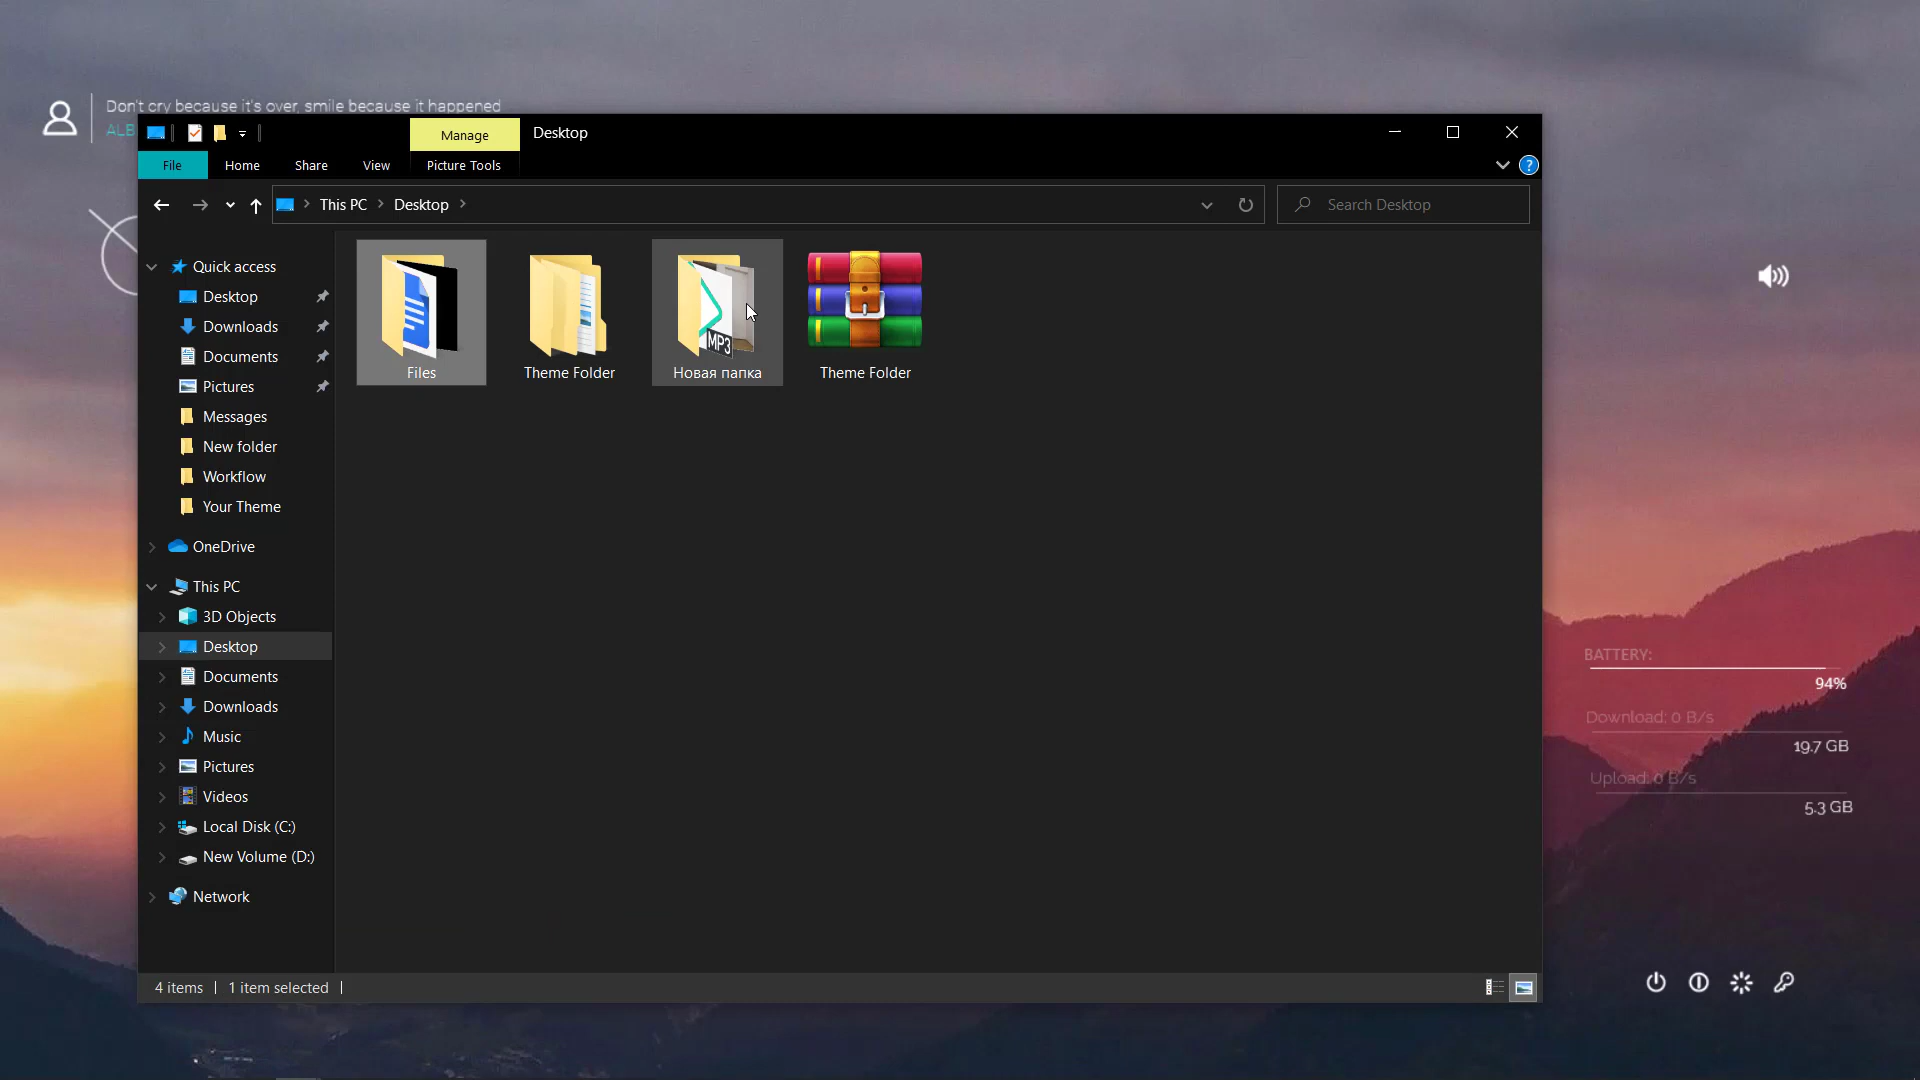 Don't cry because it's over, smile because it happened
ALB
Manage
Desktop
File
Home
Share
View
Picture Tools
?
This PC
Desktop
Search Desktop
Quick access
Desktop
Downloads
Documents
Pictures
Messages
New folder
Workflow
Your Theme
OneDrive
This PC
3D Objects
Desktop
Documents
Downloads
Music
Pictures
Videos
Local Disk (C:)
New Volume (D:)
Network
Files
Theme Folder
MP3
Новая папка
Theme Folder
4 items
1 item selected
BATTERY:
94%
Download: 0 B/s
19.7 GB
Upload: 0 B/s
5.3 GB